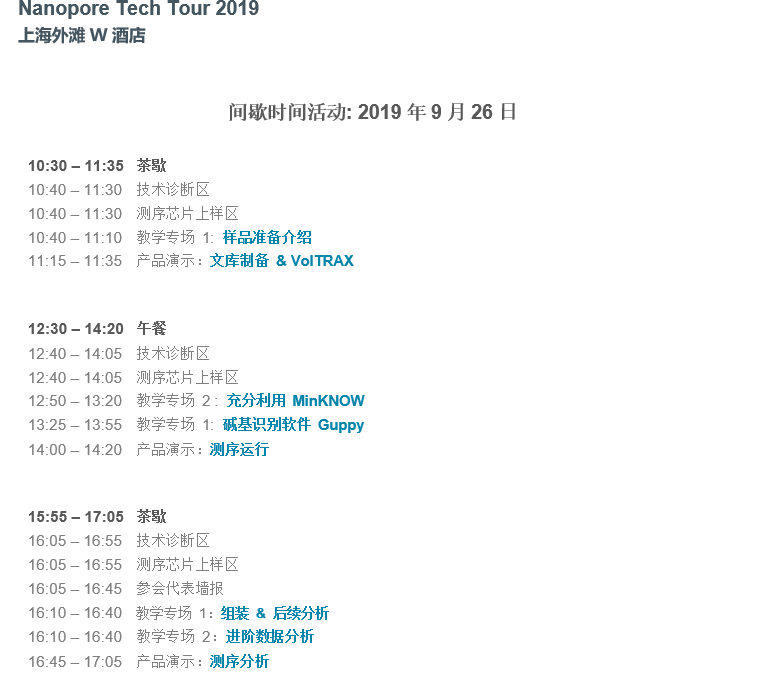 Nanopore Tech Tour 2019
上海外滩 W 酒店
间歇时间活动: 2019 年 9 月 26 日
10:30 – 11:35 茶歇
10:40 – 11:30 技术诊断区
10:40 – 11:30 测序芯片上样区
10:40 – 11:10 教学专场 1: 样品准备介绍
11:15 – 11:35 产品演示：文库制备 & VolTRAX
12:30 – 14:20 午餐
12:40 – 14:05 技术诊断区
12:40 – 14:05 测序芯片上样区
12:50 – 13:20 教学专场 2 : 充分利用 MinKNOW
13:25 – 13:55 教学专场 1: 碱基识别软件 Guppy
14:00 – 14:20 产品演示：测序运行
15:55 – 17:05 茶歇
16:05 – 16:55 技术诊断区
16:05 – 16:55 测序芯片上样区
16:05 – 16:45 参会代表墙报
16:10 – 16:40 教学专场 1：组装 & 后续分析
16:10 – 16:40 教学专场 2：进阶数据分析
16:45 – 17:05 产品演示：测序分析